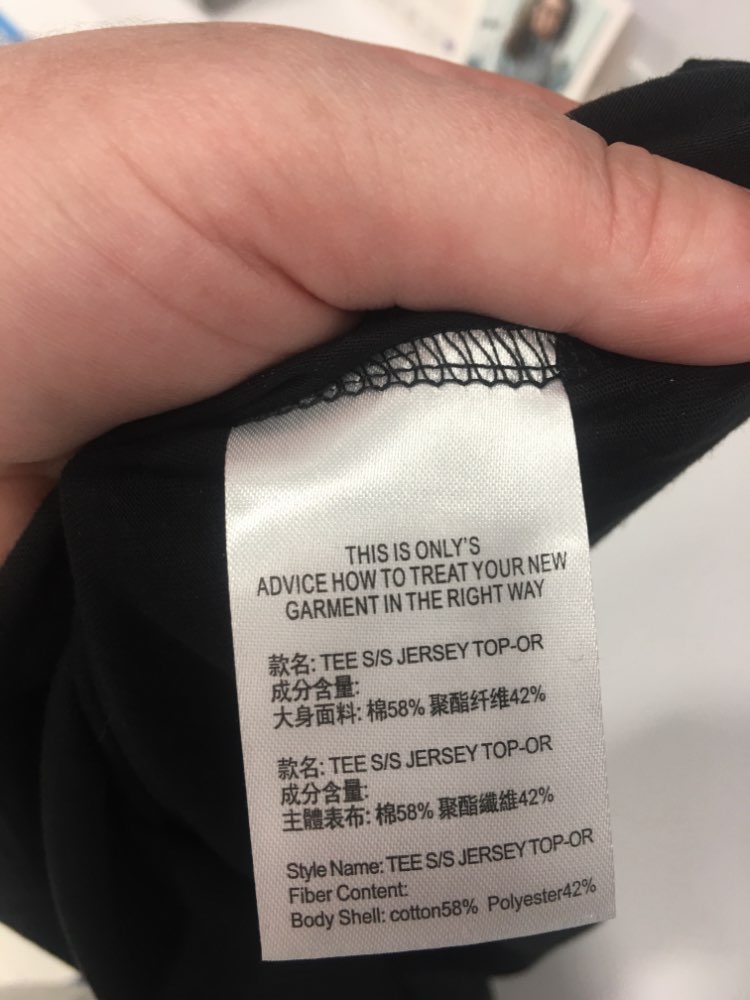 THIS IS ONLY'S
ADVICE HOW TO TREAT YOUR NEW
GARMENT IN THE RIGHT WAY
款名: TEE S/S JERSEY TOP-OR
成分含量:
大身面料: 棉58% 聚酯纤维42%
款名: TEE S/S JERSEY TOP-OR
成分含量:
主體表布: 棉58% 聚酯纖維42%
Style Name: TEE S/S JERSEY TOP-OR
Fiber Content:
Body Shell: cotton58% Polyester42%